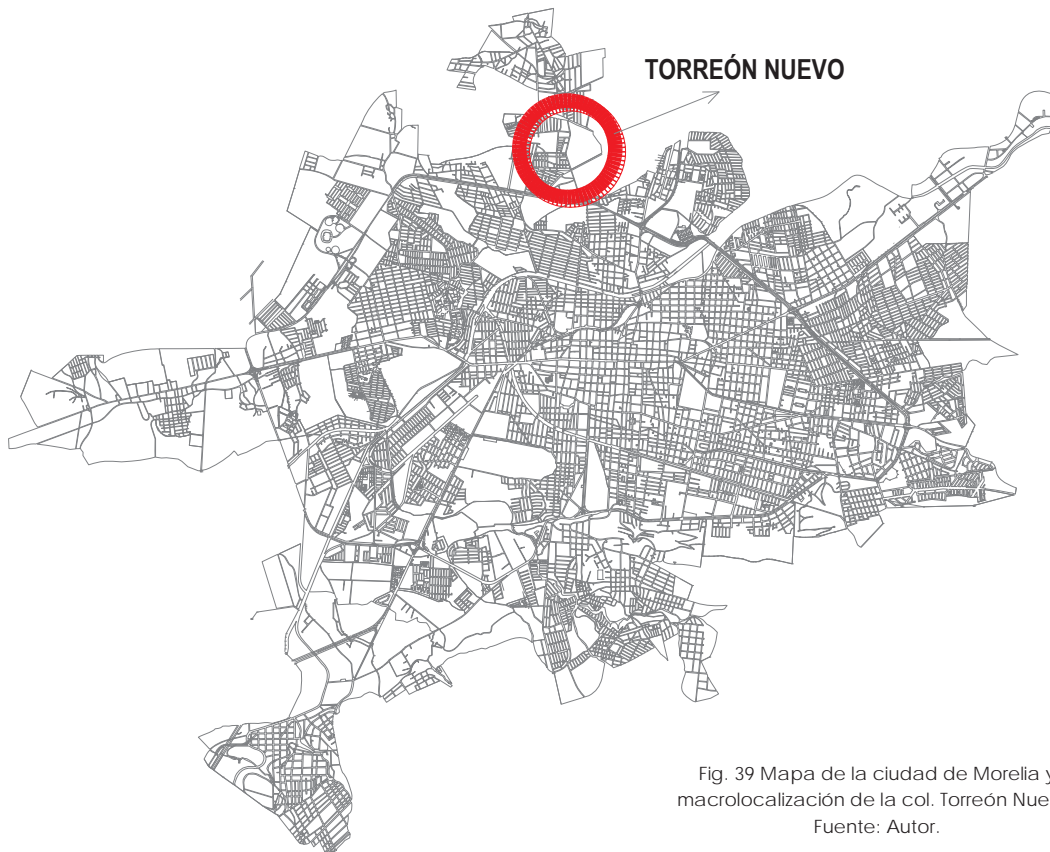 TORREÓN NUEVO
Fig. 39 Mapa de la ciudad de Morelia y
macrolocalización de la col. Torreón Nue
Fuente: Autor.